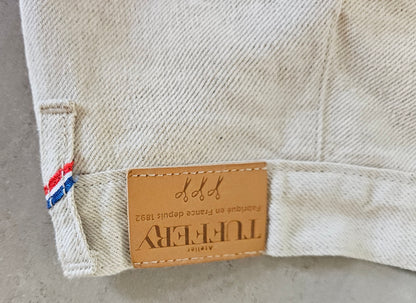 Atelier
TUFFERY
Fabriqué en France depuis 1892